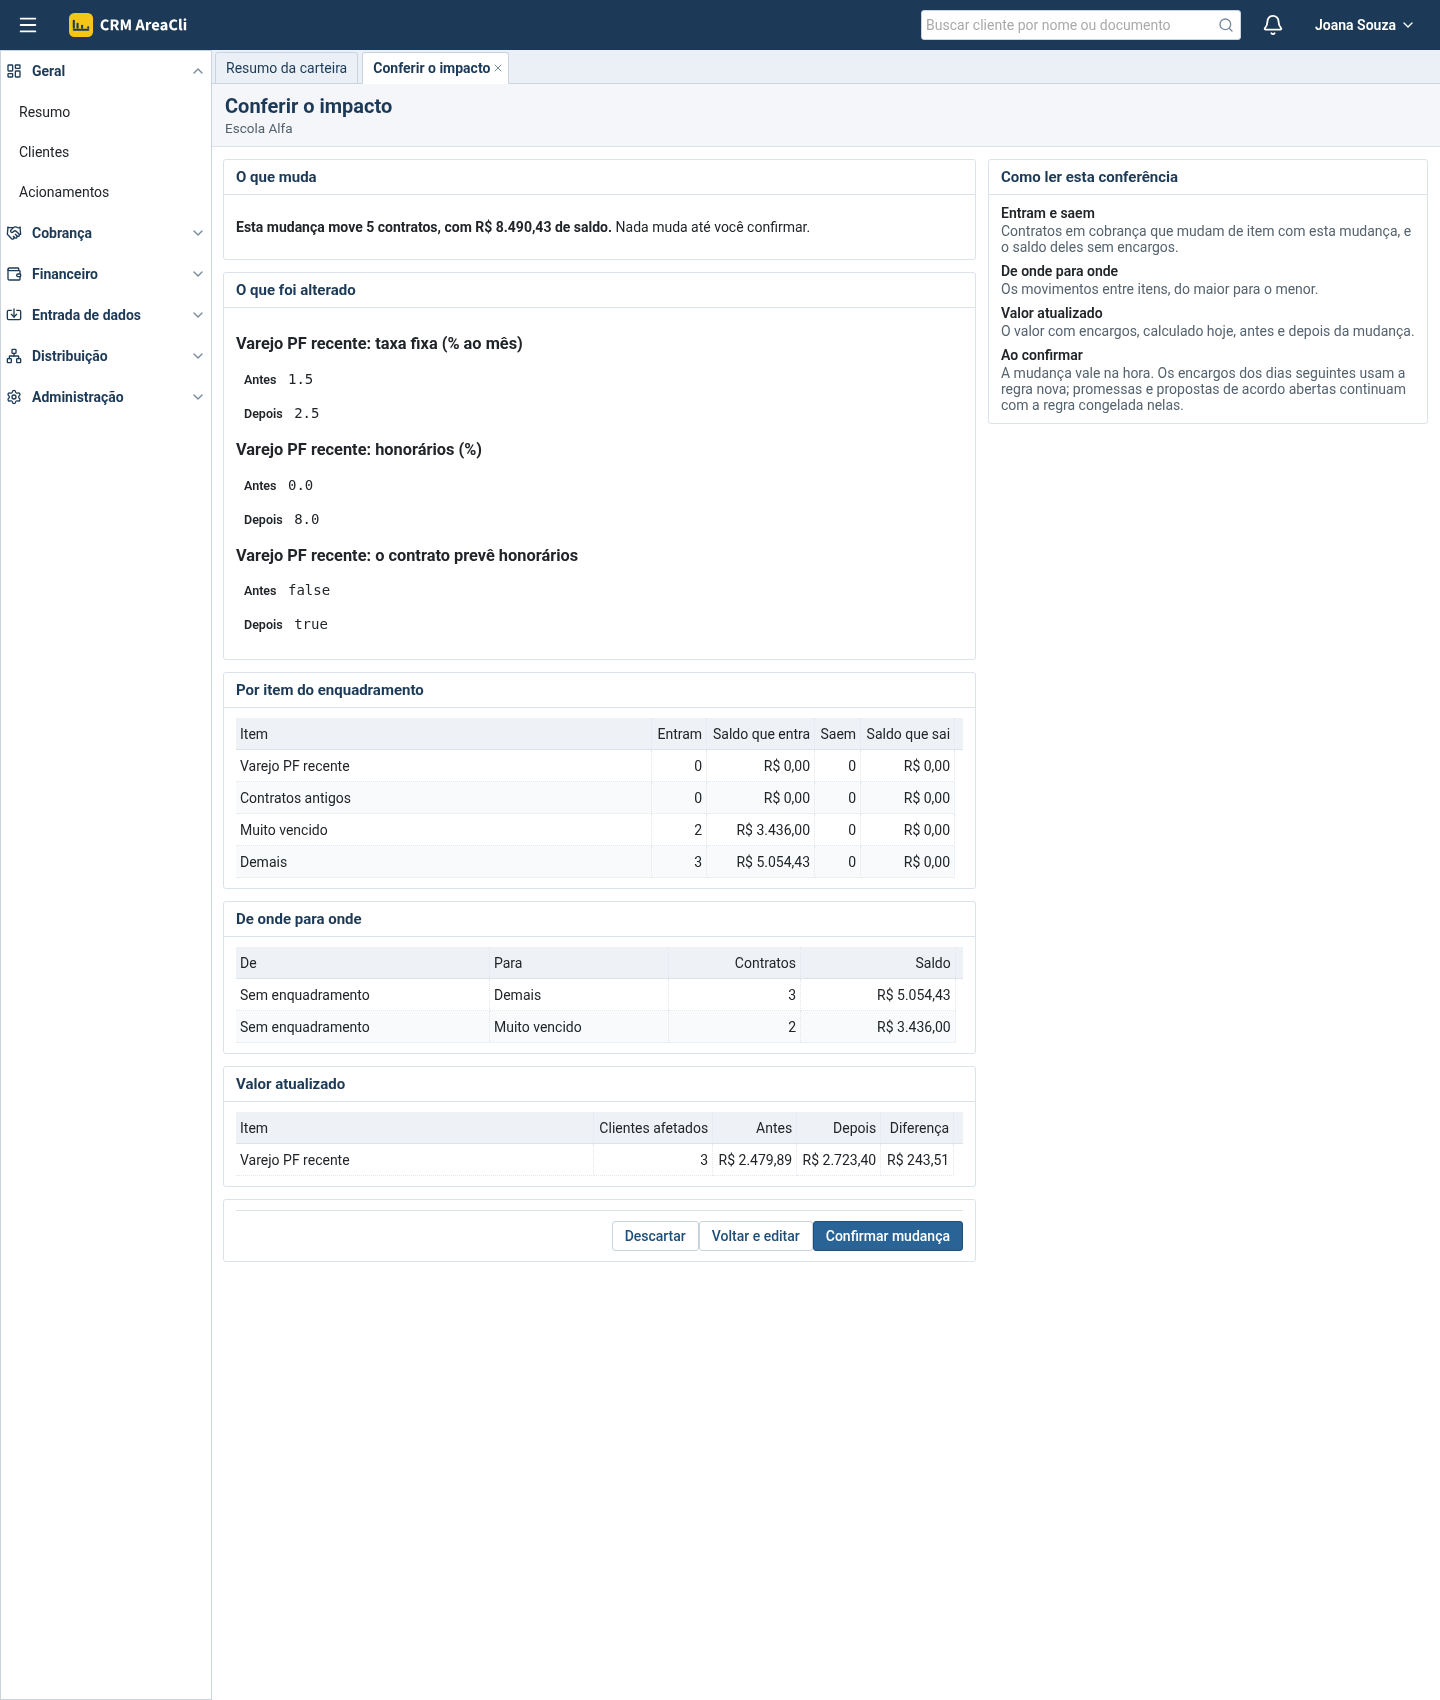 CRM AreaCli
Buscar cliente por nome ou documento
Joana Souza
Geral
Resumo
Clientes
Acionamentos
Cobrança
Financeiro
Entrada de dados
Distribuição
Administração
Resumo da carteira
Conferir o impacto
Conferir o impacto
Escola Alfa
O que muda
Esta mudança move 5 contratos, com R$ 8.490,43 de saldo. Nada muda até você confirmar.
O que foi alterado
Varejo PF recente: taxa fixa (% ao mês)
Antes 1.5
Depois 2.5
Varejo PF recente: honorários (%)
Antes 0.0
Depois 8.0
Varejo PF recente: o contrato prevê honorários
Antes false
Depois true
Por item do enquadramento
Item Entram Saldo que entra Saem Saldo que sai
Varejo PF recente 0 R$ 0,00 0 R$ 0,00
Contratos antigos 0 R$ 0,00 0 R$ 0,00
Muito vencido 2 R$ 3.436,00 0 R$ 0,00
Demais 3 R$ 5.054,43 0 R$ 0,00
De onde para onde
De Para Contratos Saldo
Sem enquadramento Demais 3 R$ 5.054,43
Sem enquadramento Muito vencido 2 R$ 3.436,00
Valor atualizado
Item Clientes afetados Antes Depois Diferença
Varejo PF recente 3 R$ 2.479,89 R$ 2.723,40 R$ 243,51
Descartar Voltar e editar Confirmar mudança
Como ler esta conferência
Entram e saem
Contratos em cobrança que mudam de item com esta mudança, e
o saldo deles sem encargos.
De onde para onde
Os movimentos entre itens, do maior para o menor.
Valor atualizado
O valor com encargos, calculado hoje, antes e depois da mudança.
Ao confirmar
A mudança vale na hora. Os encargos dos dias seguintes usam a
regra nova; promessas e propostas de acordo abertas continuam
com a regra congelada nelas.